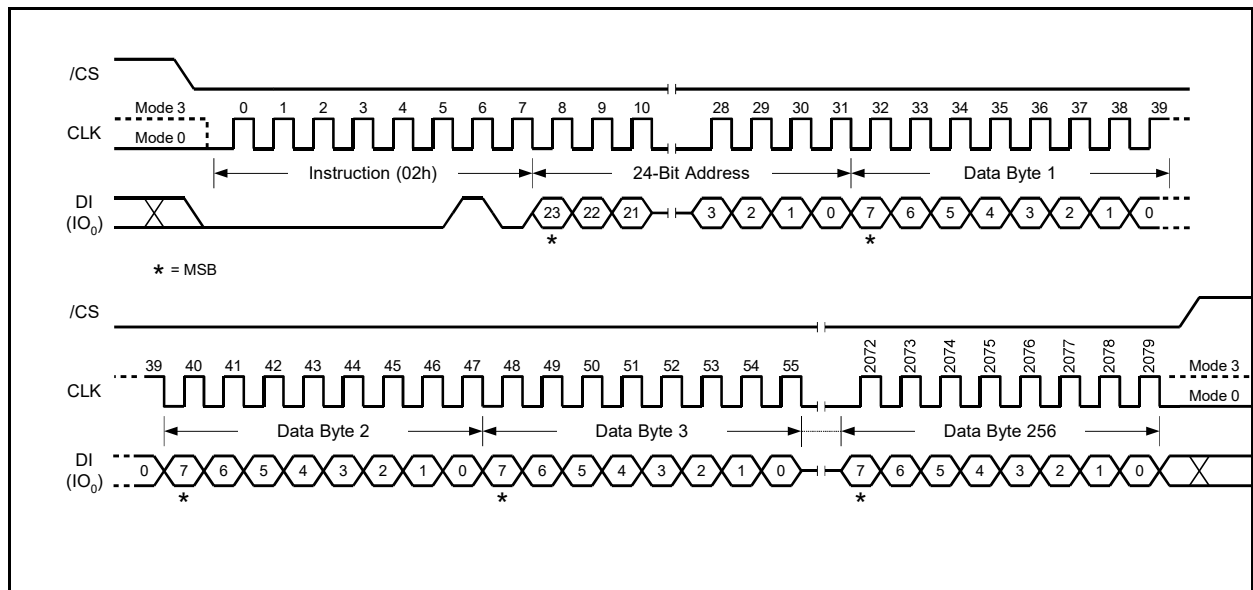 /CS
Mode 3
0 1 2 3 4 5 6 7 8 9 10 28 29 30 31 32 33 34 35 36 37 38 39
CLK
Mode 0
Instruction (02h) 24-Bit Address Data Byte 1
DI
(IO₀)
23 22 21 3 2 1 0 7 6 5 4 3 2 1 0
* *
* = MSB
/CS
39 40 41 42 43 44 45 46 47 48 49 50 51 52 53 54 55 2072 2073 2074 2075 2076 2077 2078 2079
Mode 3
CLK
Mode 0
Data Byte 2 Data Byte 3 Data Byte 256
DI
(IO₀)
0 7 6 5 4 3 2 1 0 7 6 5 4 3 2 1 0 7 6 5 4 3 2 1 0
* * *